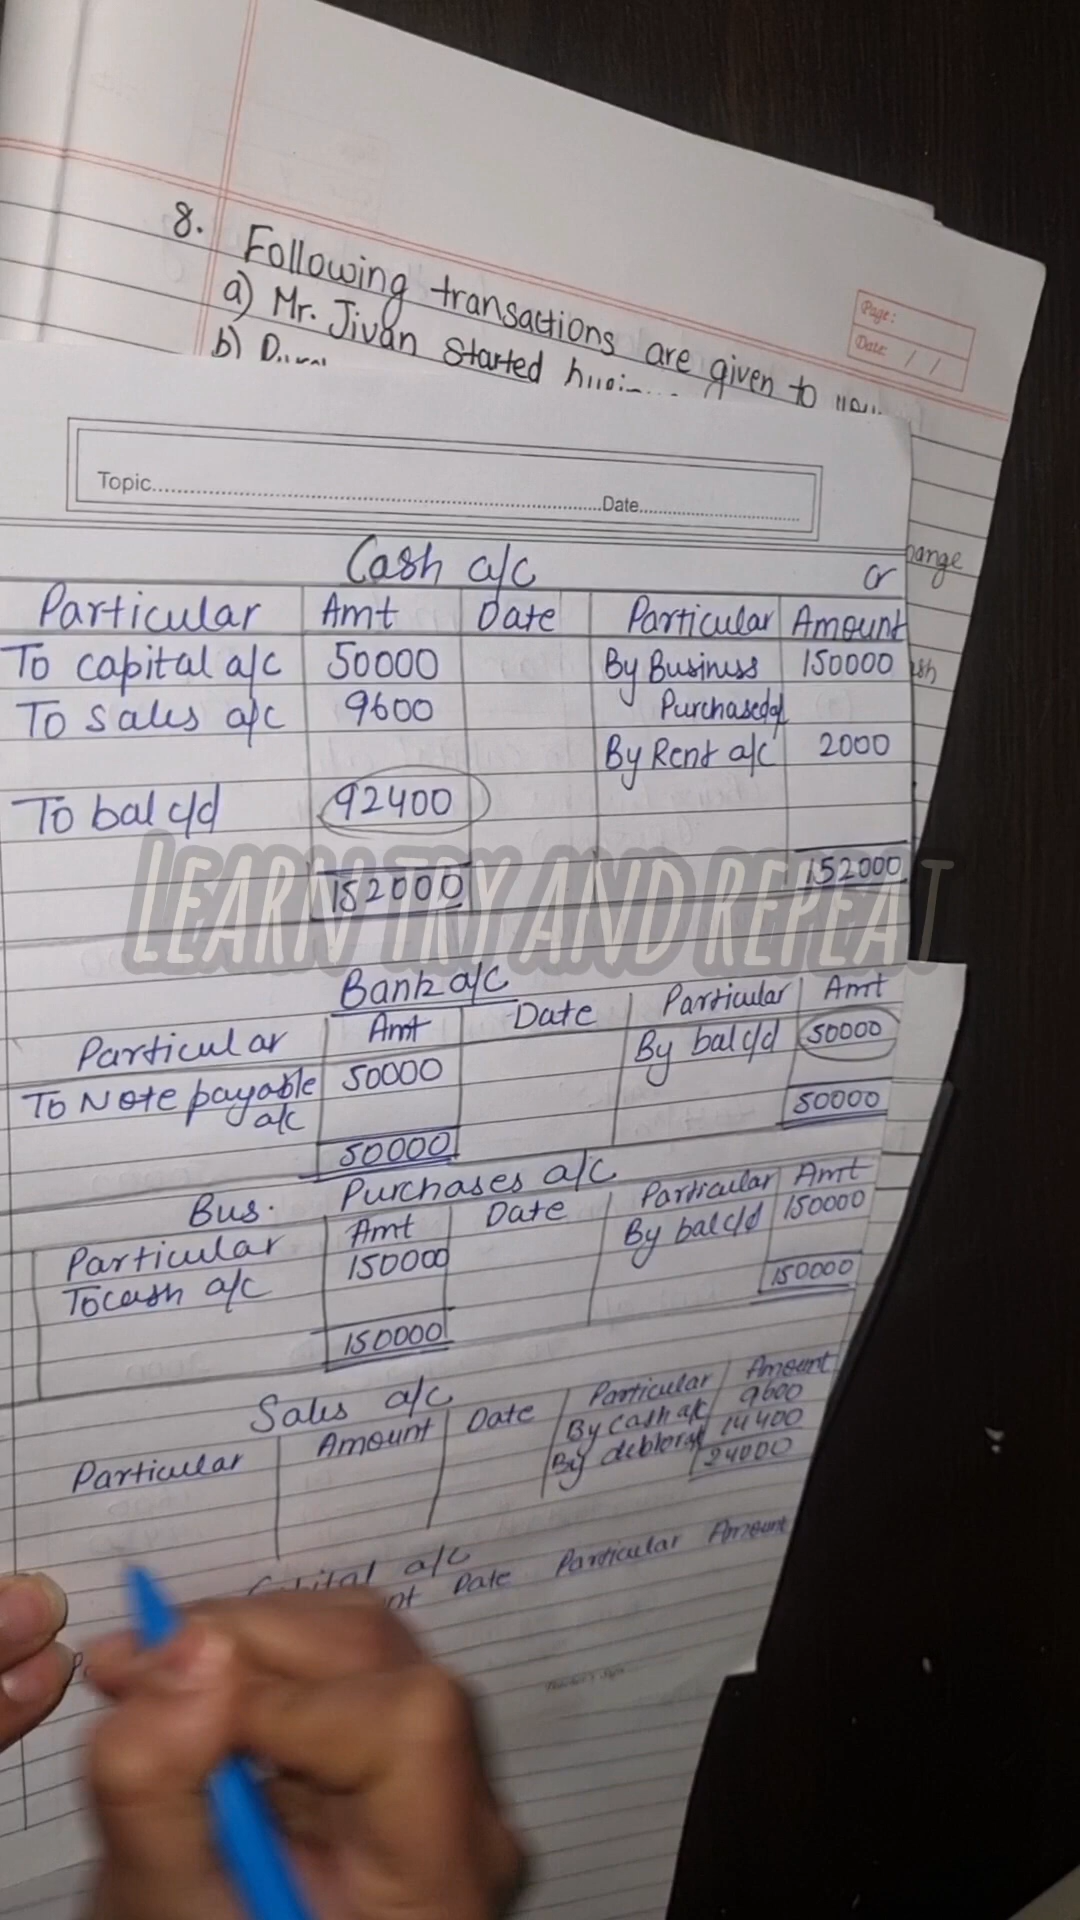 8. Following transactions are given to
a) Mr. Jivan started
b)
Page:
Date: / /
Topic..........Date..........
hange
Cash a/c cr
Particular Amt Date Particular Amount
To capital a/c 50000 By Business 150000
To sales a/c 9600 Purchased
By Rent a/c 2000
To bal c/d 92400
152000 152000
LEARN TRY AND REPEAT
Bank a/c
Particular Amt Date Particular Amt
To Note payable 50000 By bal c/d 50000
a/c
50000 50000
Bus. Purchases a/c
Particular Amt Date Particular Amt
To cash a/c 150000 By bal c/d 150000
150000 150000
Sales a/c
Particular Amount Date Particular Amount
By cash a/c 9600
By 14400
24000
a/c
Date Particular Amount